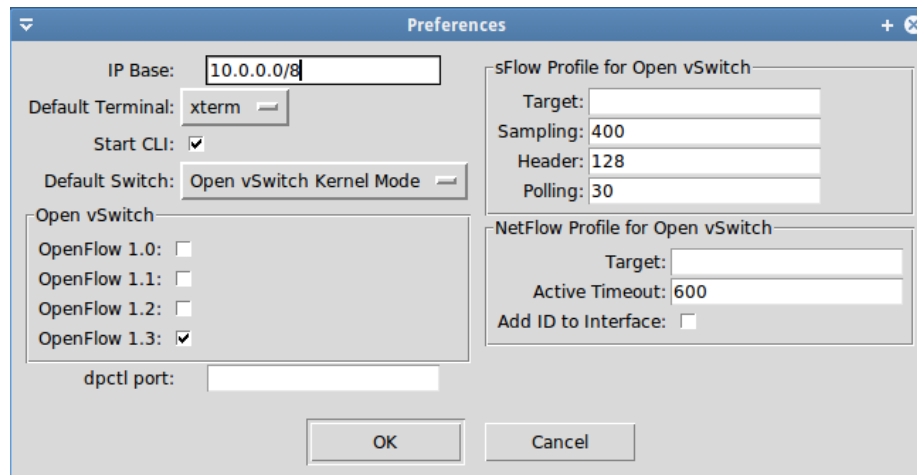 Preferences
IP Base: 10.0.0.0/8
Default Terminal: xterm
Start CLI:
Default Switch: Open vSwitch Kernel Mode
Open vSwitch
OpenFlow 1.0:
OpenFlow 1.1:
OpenFlow 1.2:
OpenFlow 1.3:
dpctl port:
sFlow Profile for Open vSwitch
Target:
Sampling: 400
Header: 128
Polling: 30
NetFlow Profile for Open vSwitch
Target:
Active Timeout: 600
Add ID to Interface:
OK
Cancel